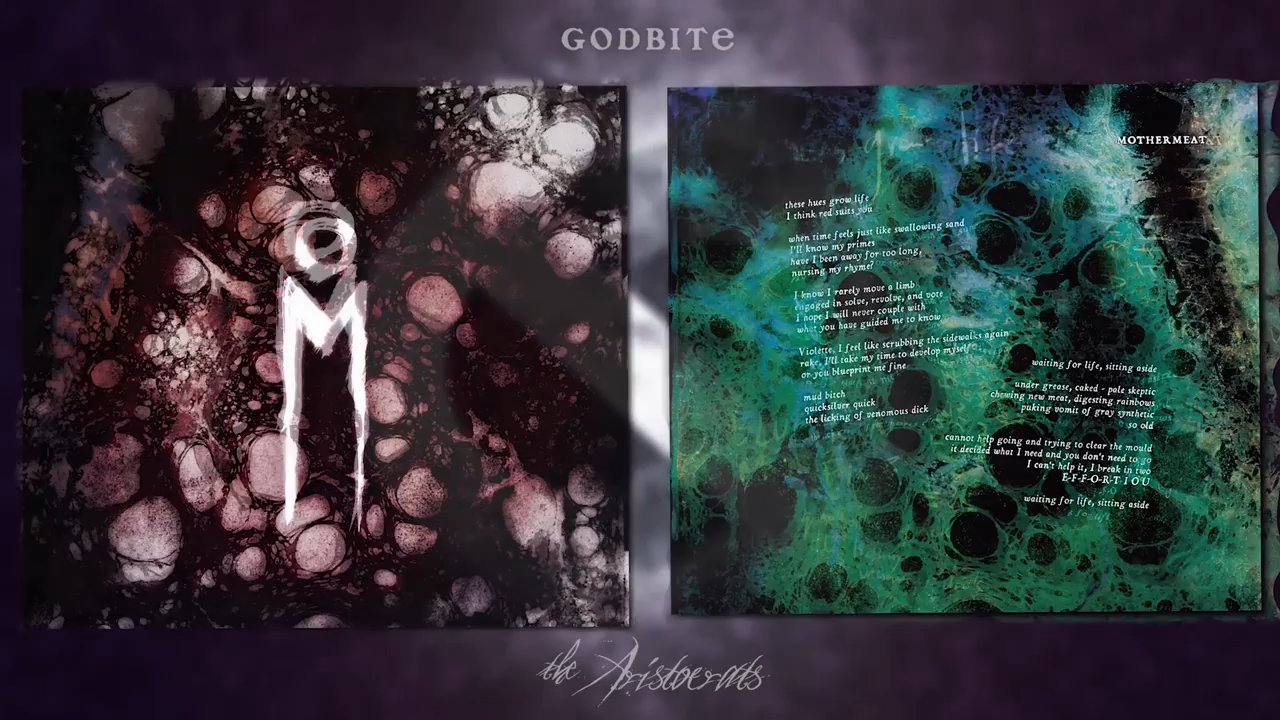 GODBITE
MOTHERMEAT
these hues grow life
I think red suits you
when time feels just like swallowing sand
I'll know my primes
have I been away for too long,
nursing my rhyme?
I know I rarely move a limb
engaged in solve, revolve, and vote
I hope I will never couple with
what you have guided me to know
Violette, I feel like scrubbing the sidewalks again
rake, I'll take my time to develop myself
or you blueprint me fine
mud bitch
quicksilver quick
the licking of venomous dick
waiting for life, sitting aside
under grease, caked - pale skeptic
chewing new meat, digesting rainbows
puking vomit of gray synthetic
so old
cannot help going and trying to clear the mould
it decided what I need and you don't need to go
I can't help it, I break in two
E-F-F-O-R-T I O U
waiting for life, sitting aside
the Aristocrats